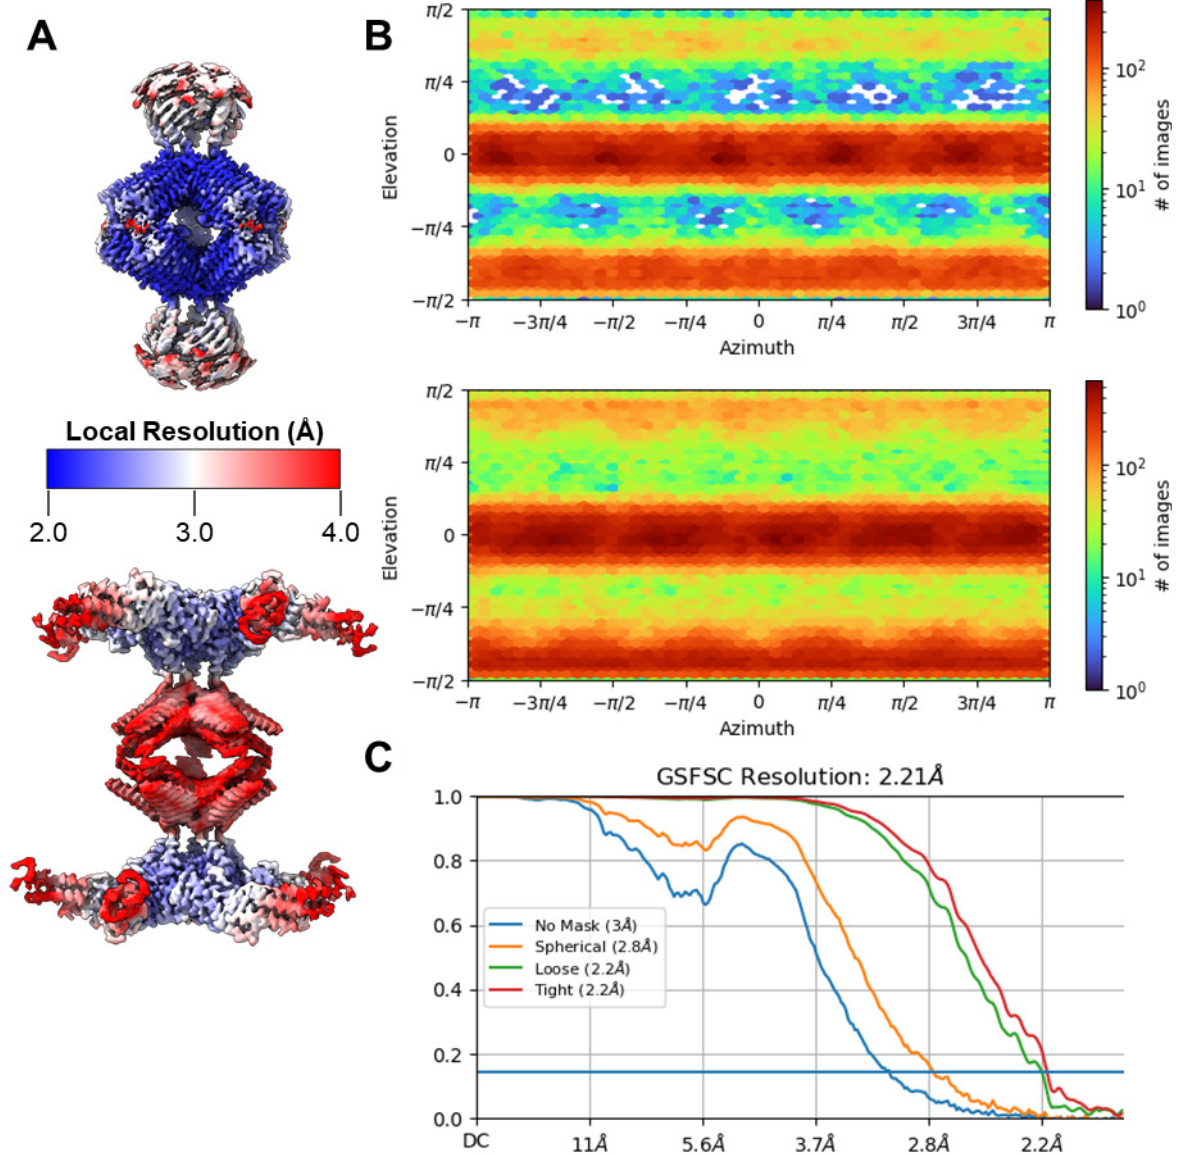 A
B
π/2
π/4
0
−π/4
−π/2
Elevation
−π
−3π/4
−π/2
−π/4
0
π/4
π/2
3π/4
π
Azimuth
10²
10¹
10⁰
# of images
Local Resolution (Å)
2.0
3.0
4.0
π/2
π/4
0
−π/4
−π/2
Elevation
−π
−3π/4
−π/2
−π/4
0
π/4
π/2
3π/4
π
Azimuth
10²
10¹
10⁰
# of images
C
GSFSC Resolution: 2.21Å
1.0
0.8
0.6
0.4
0.2
0.0
No Mask (3Å)
Spherical (2.8Å)
Loose (2.2Å)
Tight (2.2Å)
DC
11Å
5.6Å
3.7Å
2.8Å
2.2Å